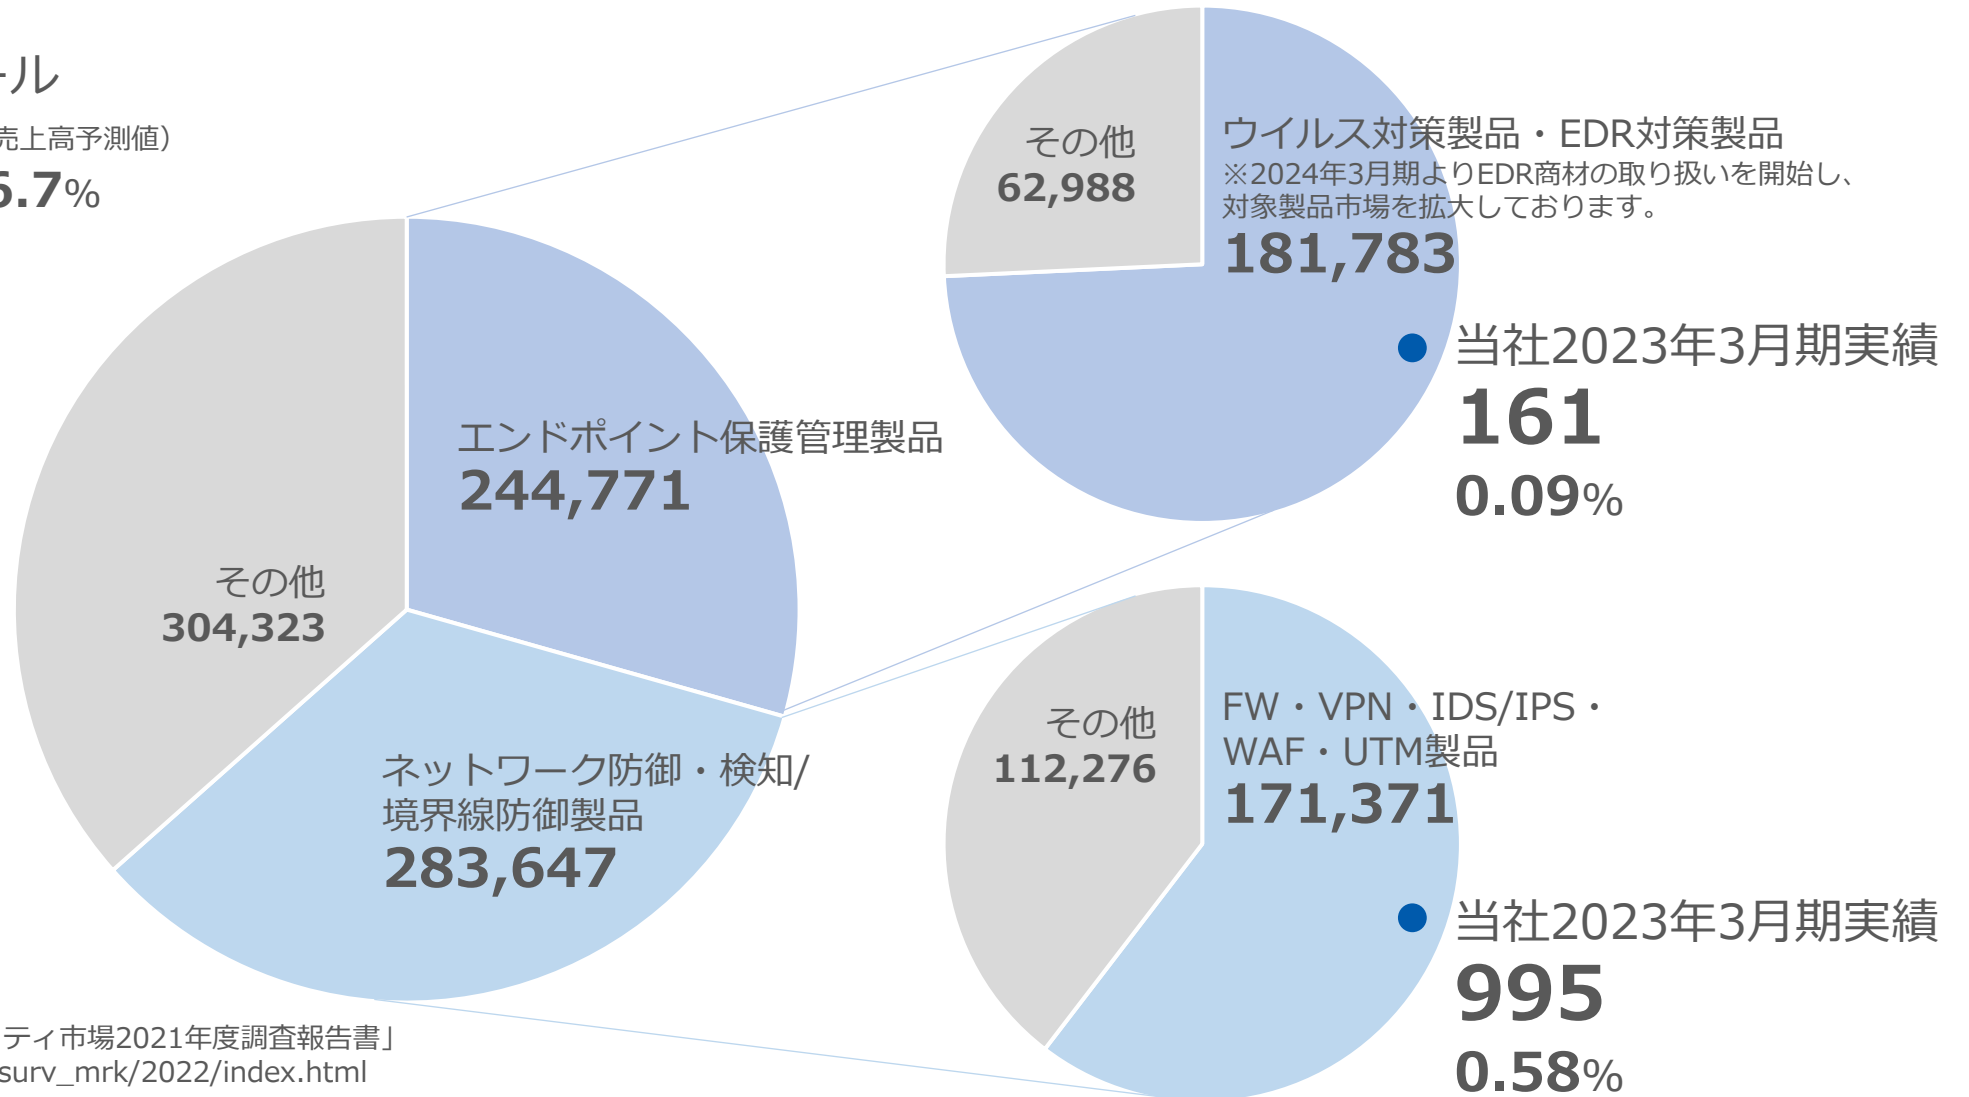 ール
売上高予測値）
6.7%
その他
304,323
エンドポイント保護管理製品
244,771
ネットワーク防御・検知/
境界線防御製品
283,647
その他
62,988
ウイルス対策製品・EDR対策製品
※2024年3月期よりEDR商材の取り扱いを開始し、
対象製品市場を拡大しております。
181,783
当社2023年3月期実績
161
0.09%
その他
112,276
FW・VPN・IDS/IPS・
WAF・UTM製品
171,371
当社2023年3月期実績
995
0.58%
ティ市場2021年度調査報告書」
surv_mrk/2022/index.html